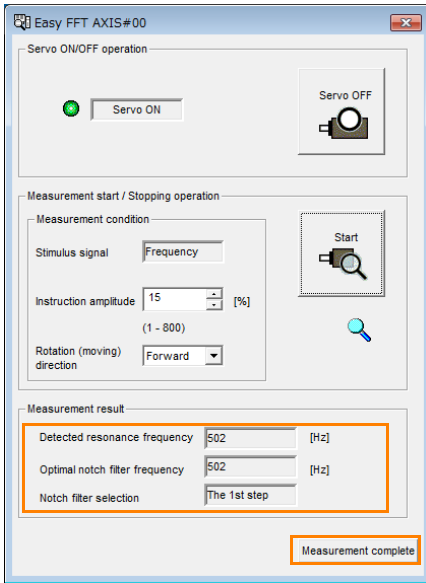 Easy FFT AXIS#00
Servo ON/OFF operation
Servo ON
Servo OFF
Measurement start / Stopping operation
Measurement condition
Stimulus signal
Frequency
Start
Instruction amplitude
15
[%]
(1 - 800)
Rotation (moving)
direction
Forward
Measurement result
Detected resonance frequency
502
[Hz]
Optimal notch filter frequency
502
[Hz]
Notch filter selection
The 1st step
Measurement complete